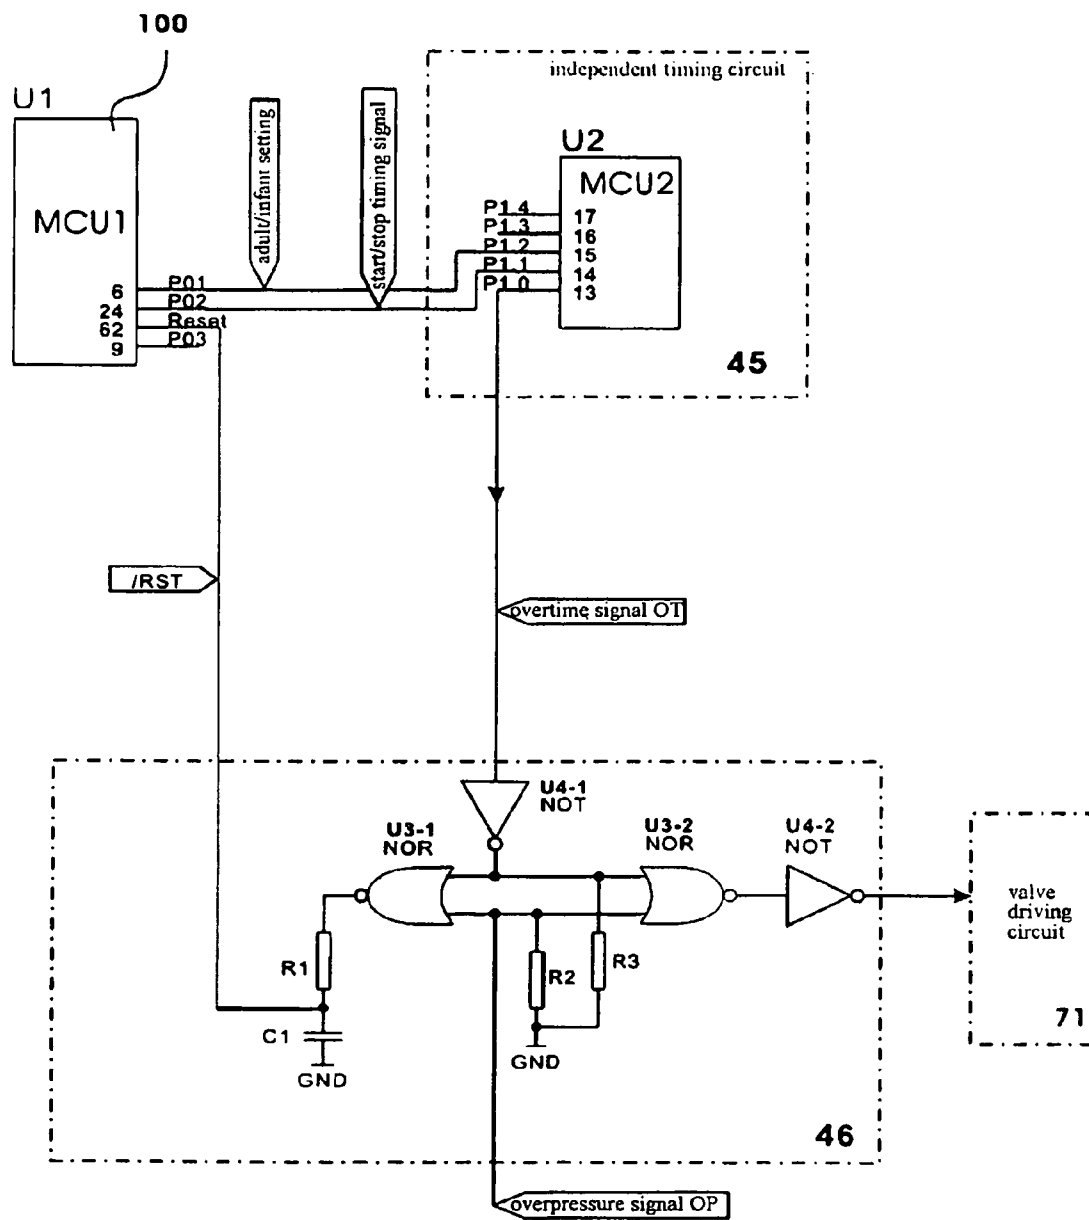 100
independent timing circuit
U1
MCU1
adult/infant setting
start/stop timing signal
U2
MCU2
P1.4
17
P1.3
16
P1.2
15
P1.1
14
P1.0
13
6
P01
24
P02
62
Reset
9
P03
45
/RST
overtime signal OT
U4-1
NOT
U3-1
NOR
U3-2
NOR
U4-2
NOT
valve
driving
circuit
R1
R2
R3
C1
GND
GND
71
46
overpressure signal OP